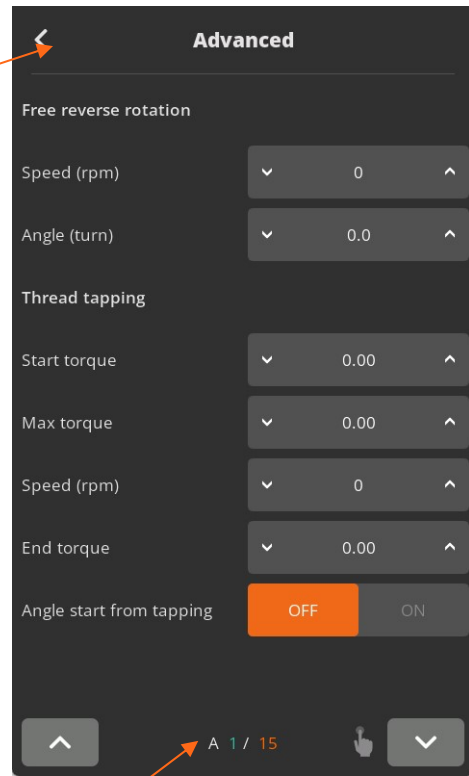 Advanced
Free reverse rotation
Speed (rpm) 0
Angle (turn) 0.0
Thread tapping
Start torque 0.00
Max torque 0.00
Speed (rpm) 0
End torque 0.00
Angle start from tapping OFF ON
A 1 / 15